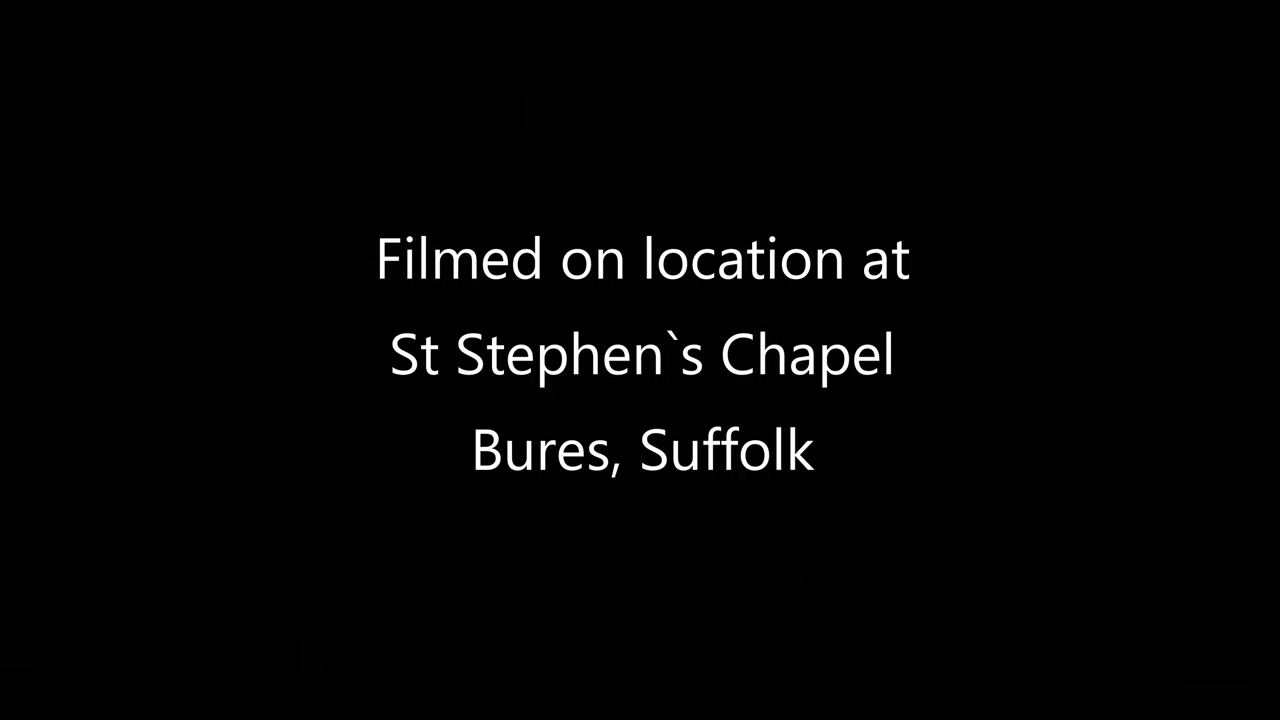 Filmed on location at
St Stephen`s Chapel
Bures, Suffolk